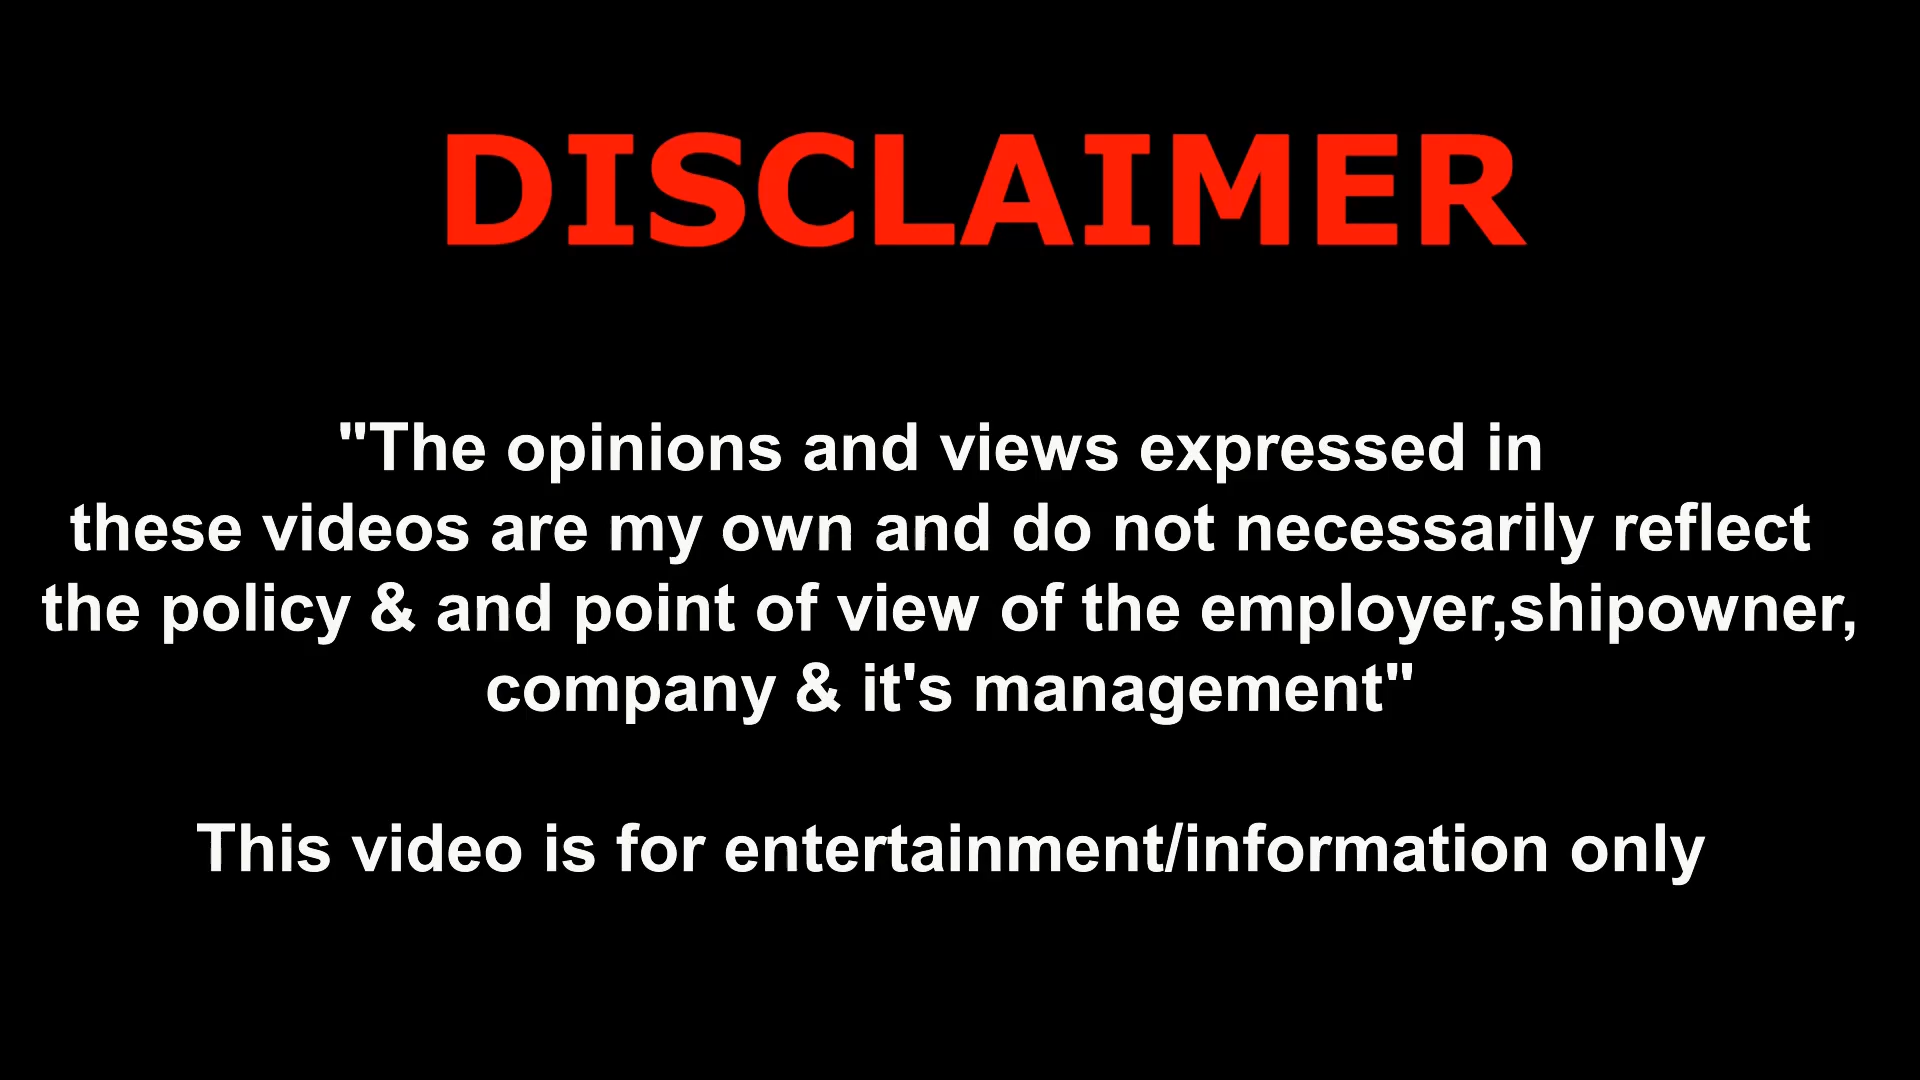 DISCLAIMER
"The opinions and views expressed in
these videos are my own and do not necessarily reflect
the policy & and point of view of the employer,shipowner,
company & it's management"
This video is for entertainment/information only